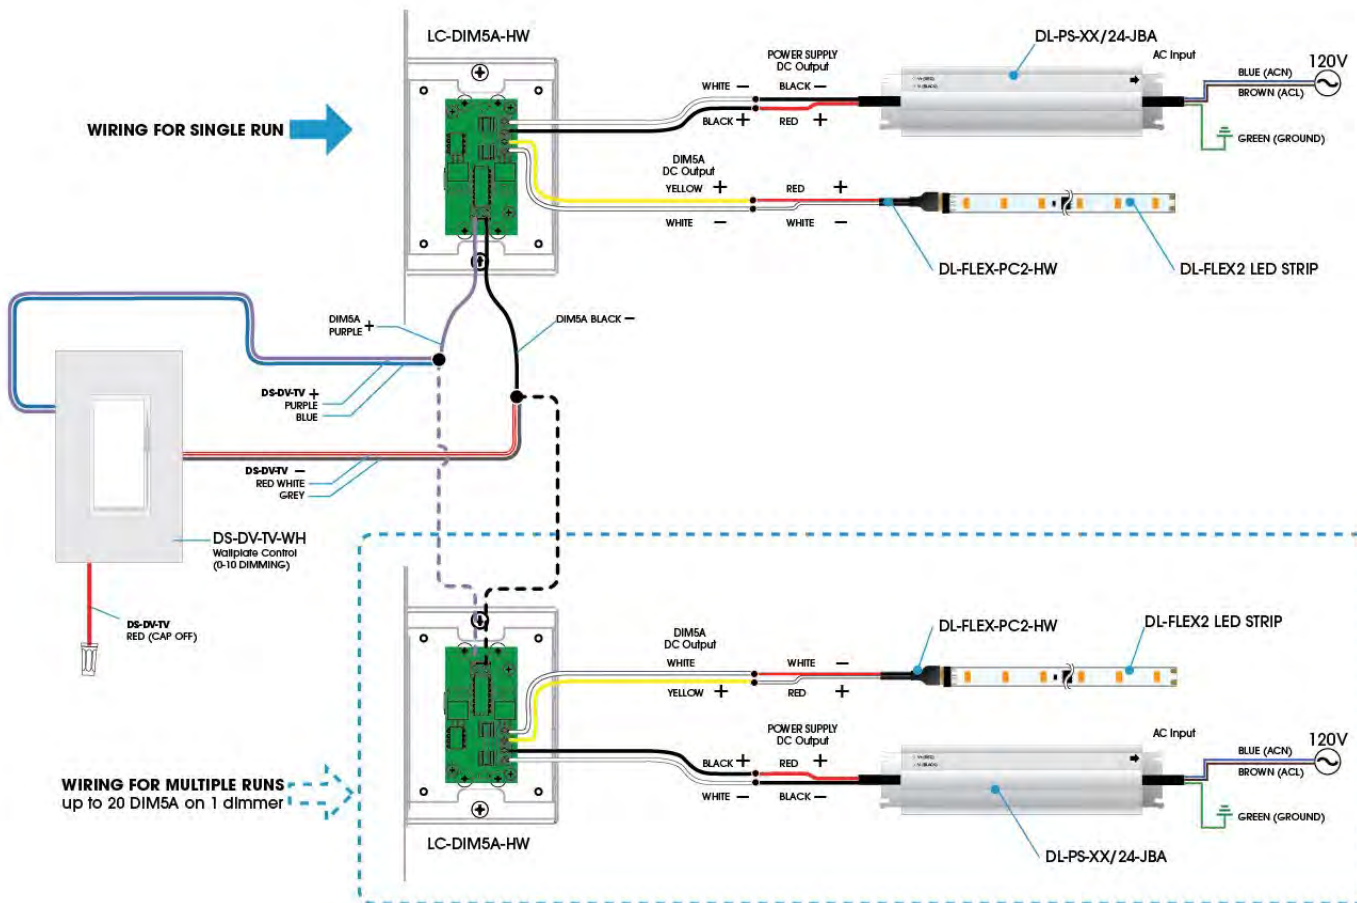 LC-DIM5A-HW
DL-PS-XX/24-JBA
POWER SUPPLY
DC Output
AC Input
120V
WHITE −
BLACK −
BLUE (ACN)
BROWN (ACL)
WIRING FOR SINGLE RUN
BLACK +
RED +
GREEN (GROUND)
DIM5A
DC Output
YELLOW +
RED +
WHITE −
WHITE −
DL-FLEX-PC2-HW
DL-FLEX2 LED STRIP
DIM5A
PURPLE +
DIM5A BLACK −
DS-DV-TV +
PURPLE
BLUE
DS-DV-TV −
RED WHITE
GREY
DS-DV-TV-WH
Wallplate Control
(0-10 DIMMING)
DS-DV-TV
RED (CAP OFF)
DIM5A
DC Output
DL-FLEX-PC2-HW
DL-FLEX2 LED STRIP
WHITE
WHITE −
YELLOW +
RED +
POWER SUPPLY
DC Output
AC Input
120V
BLACK +
RED +
BLUE (ACN)
BROWN (ACL)
WIRING FOR MULTIPLE RUNS
up to 20 DIM5A on 1 dimmer
WHITE −
BLACK −
GREEN (GROUND)
LC-DIM5A-HW
DL-PS-XX/24-JBA